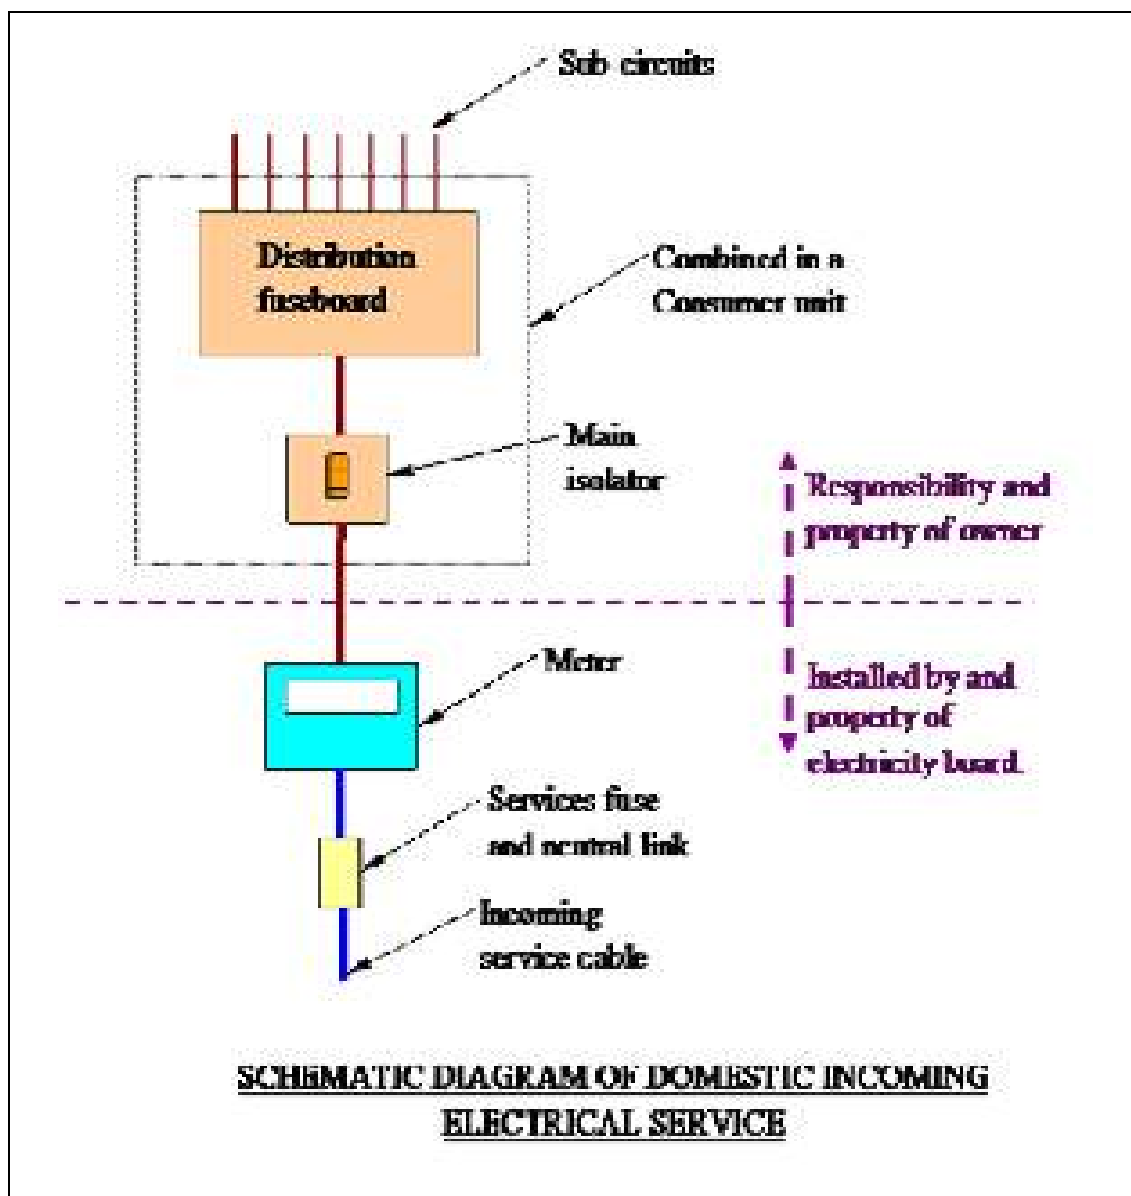 Sub circuits
Distribution
fuseboard
Combined in a
Consumer unit
Main
isolator
Responsibility and
property of owner
Meter
Installed by and
property of
electricity board.
Services fuse
and neutral link
Incoming
service cable
SCHEMATIC DIAGRAM OF DOMESTIC INCOMING
ELECTRICAL SERVICE